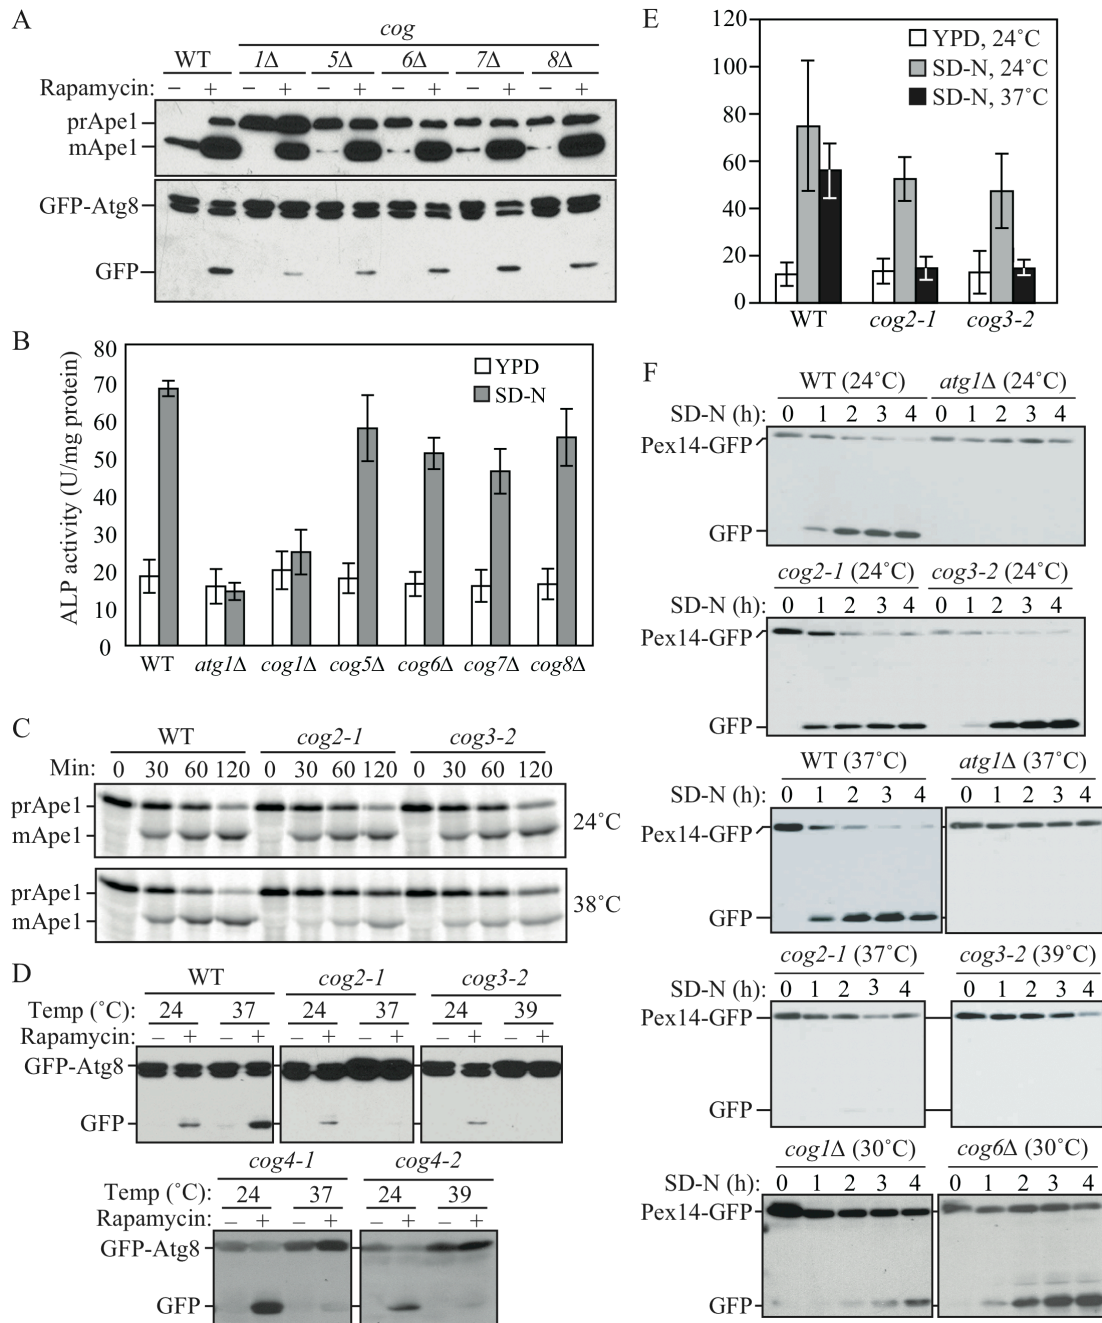 A
cog
WT 1Δ 5Δ 6Δ 7Δ 8Δ
Rapamycin: – + – + – + – + – + – +
prApe1
mApe1
GFP-Atg8
GFP
B
ALP activity (U/mg protein)
80
70
60
50
40
30
20
10
0
YPD
SD-N
WT atg1Δ cog1Δ cog5Δ cog6Δ cog7Δ cog8Δ
C
WT cog2-1 cog3-2
Min: 0 30 60 120 0 30 60 120 0 30 60 120
prApe1
mApe1
24˚C
prApe1
mApe1
38˚C
D
WT cog2-1 cog3-2
Temp (˚C): 24 37 24 37 24 39
Rapamycin: – + – + – + – + – + – +
GFP-Atg8
GFP
cog4-1 cog4-2
Temp (˚C): 24 37 24 39
Rapamycin: – + – + – + – +
GFP-Atg8
GFP
E
120
100
80
60
40
20
0
YPD, 24˚C
SD-N, 24˚C
SD-N, 37˚C
WT cog2-1 cog3-2
F
WT (24˚C) atg1Δ (24˚C)
SD-N (h): 0 1 2 3 4 0 1 2 3 4
Pex14-GFP
GFP
cog2-1 (24˚C) cog3-2 (24˚C)
SD-N (h): 0 1 2 3 4 0 1 2 3 4
Pex14-GFP
GFP
WT (37˚C) atg1Δ (37˚C)
SD-N (h): 0 1 2 3 4 0 1 2 3 4
Pex14-GFP
GFP
cog2-1 (37˚C) cog3-2 (39˚C)
SD-N (h): 0 1 2 3 4 0 1 2 3 4
Pex14-GFP
GFP
cog1Δ (30˚C) cog6Δ (30˚C)
SD-N (h): 0 1 2 3 4 0 1 2 3 4
Pex14-GFP
GFP